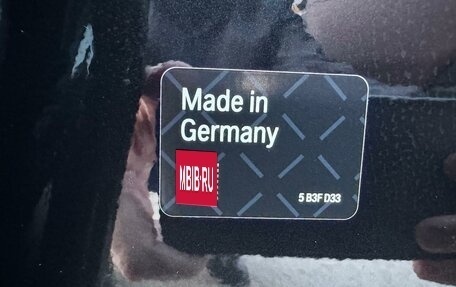 Made in
Germany
MBIB·RU
5 B3F D33